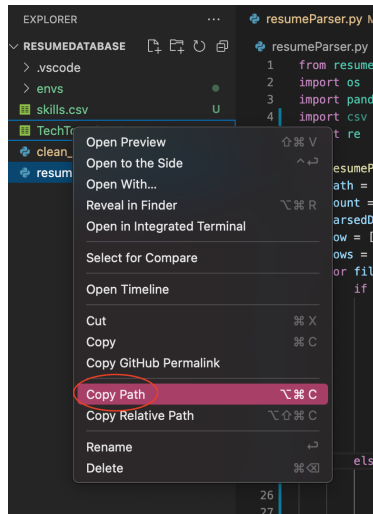 EXPLORER ...
resumeParser.py M
RESUMEDATABASE
resumeParser.py
.vscode
1 from resume
envs
2 import os
3 import pand
skills.csv U
4 import csv
TechTo
t re
clean_
resum
Open Preview ⇧⌘ V
Open to the Side ^⏎
esumeP
Open With...
ath =
Reveal in Finder ⌥⌘ R
ount =
arsedD
Open in Integrated Terminal
ow = [
ows =
Select for Compare
or fil
Open Timeline
if
Cut ⌘ X
Copy ⌘ C
Copy GitHub Permalink
Copy Path ⌥⌘ C
Copy Relative Path ⌥⇧⌘ C
Rename ⏎
els
Delete ⌘⌫
26
27